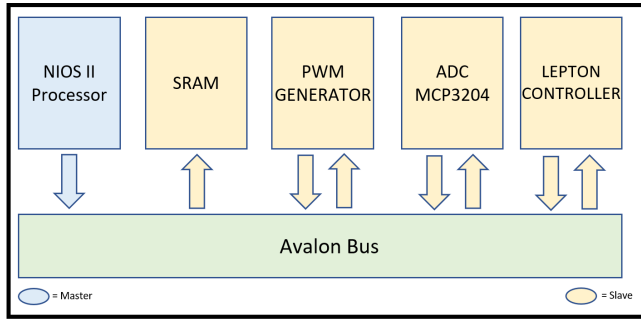 NIOS II
Processor
SRAM
PWM
GENERATOR
ADC
MCP3204
LEPTON
CONTROLLER
Avalon Bus
= Master
= Slave